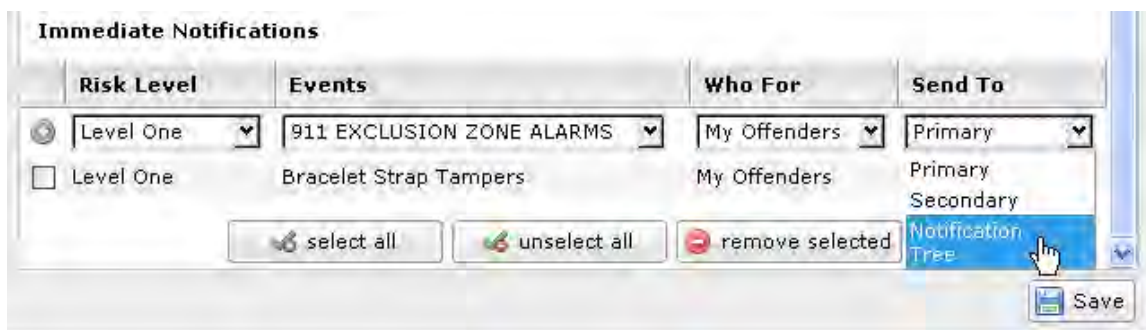 Immediate Notifications
Risk Level Events Who For Send To
Level One 911 EXCLUSION ZONE ALARMS My Offenders Primary
Level One Bracelet Strap Tampers My Offenders
Primary
Secondary
Notification
Tree
select all unselect all remove selected
Save